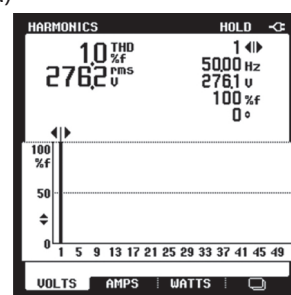 HARMONICS HOLD
1.0 THD %f
276.2 rms V
1
50.00 Hz
276.1 V
100 %f
0°
100
%f
50
0
1 5 9 13 17 21 25 29 33 37 41 45 49
VOLTS AMPS WATTS